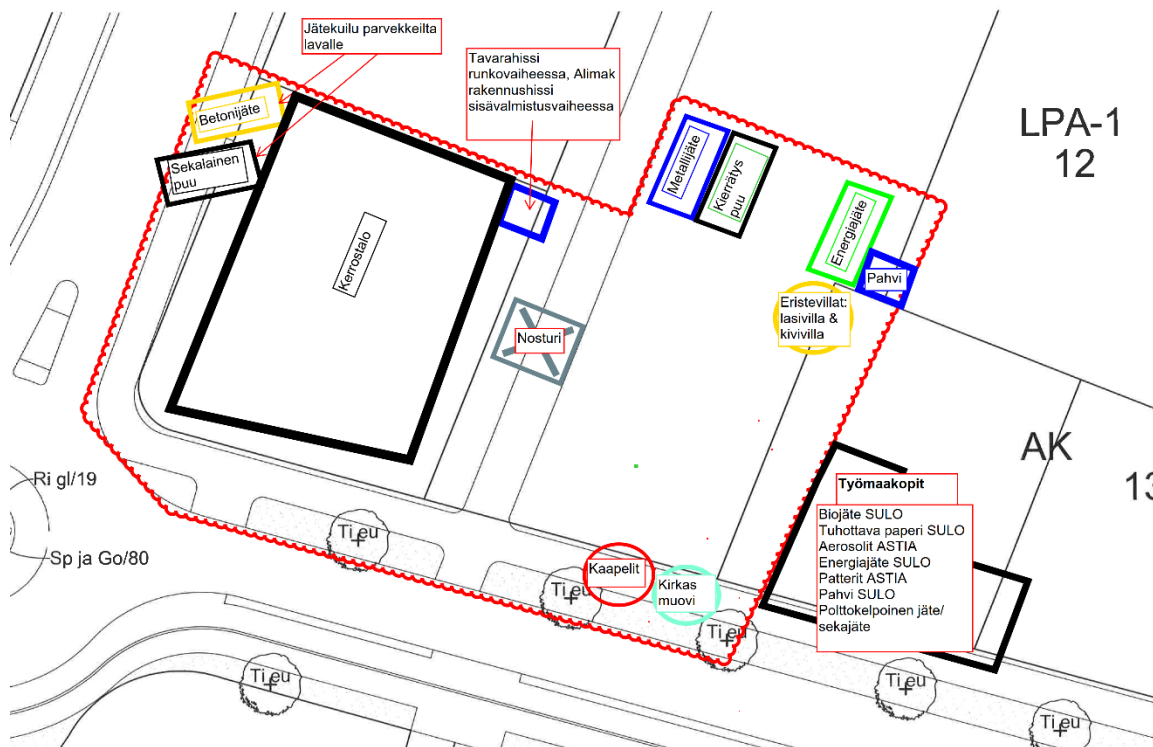 Jätekuilu parvekkeilta
lavalle
Tavarahissi
runkovaiheessa, Alimak
rakennushissi
sisävalmistusvaiheessa
Betonijäte
Sekalainen
puu
Metallijäte
Kierrätys
puu
LPA-1
12
Energiajäte
Pahvi
Kerrostalo
Eristevillat:
lasivilla &
kivivilla
Nosturi
AK
13
Ri gl/19
Sp ja Go/80
Työmaakopit
Biojäte SULO
Tuhottava paperi SULO
Aerosolit ASTIA
Energiajäte SULO
Patterit ASTIA
Pahvi SULO
Polttokelpoinen jäte/
sekajäte
Ti eu
Kaapelit
Kirkas
muovi
Ti eu
Ti eu
Ti eu
Ti eu
Ti eu